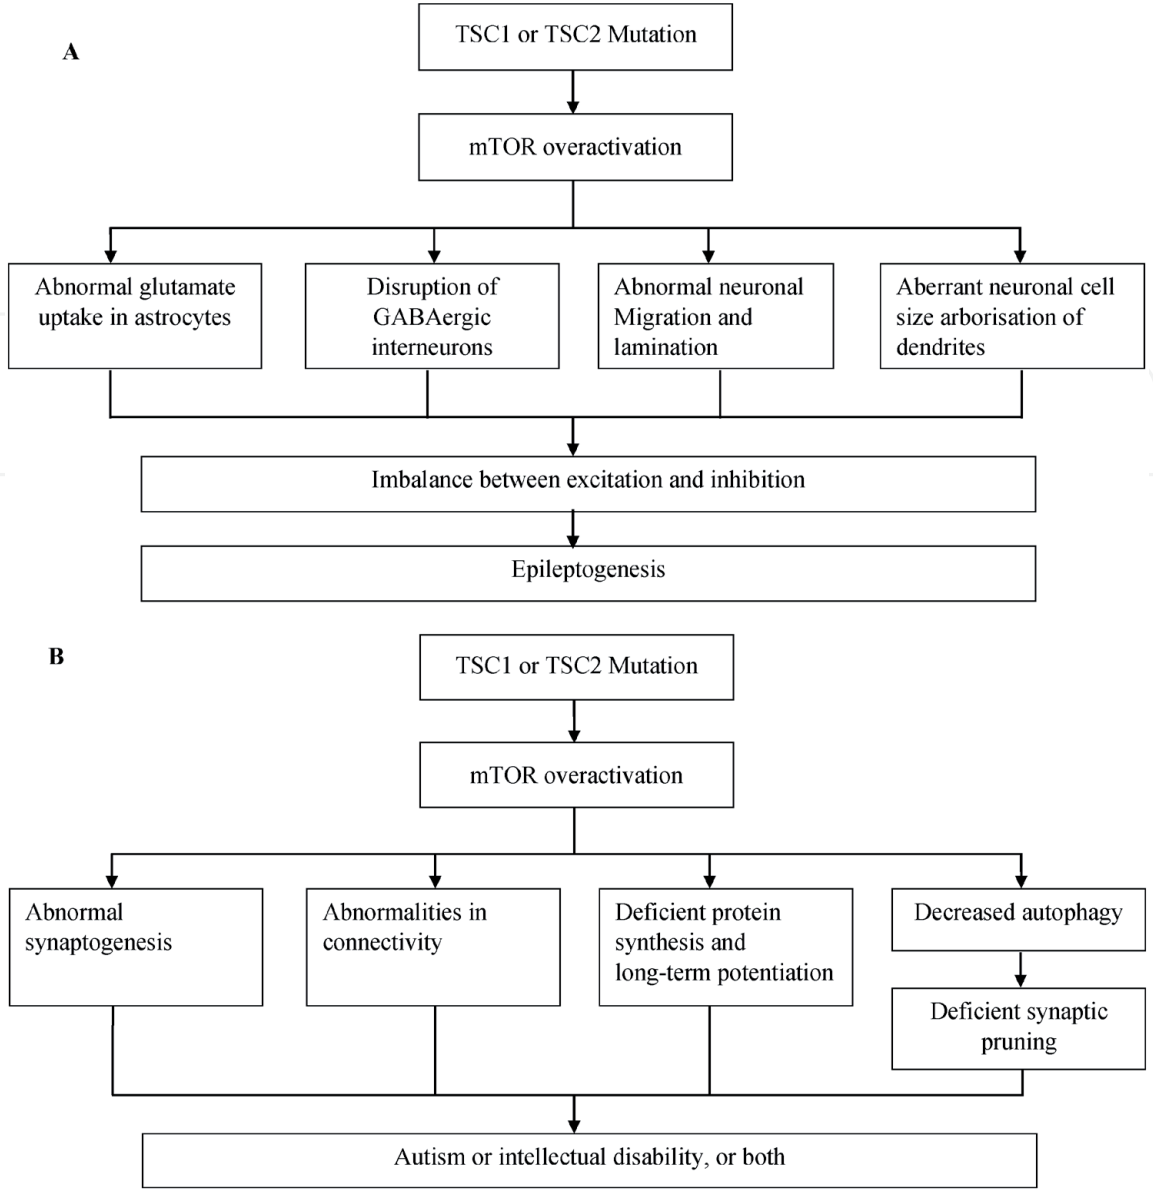 A
TSC1 or TSC2 Mutation
mTOR overactivation
Abnormal glutamate
uptake in astrocytes
Disruption of
GABAergic
interneurons
Abnormal neuronal
Migration and
lamination
Aberrant neuronal cell
size arborisation of
dendrites
Imbalance between excitation and inhibition
Epileptogenesis
B
TSC1 or TSC2 Mutation
mTOR overactivation
Abnormal
synaptogenesis
Abnormalities in
connectivity
Deficient protein
synthesis and
long-term potentiation
Decreased autophagy
Deficient synaptic
pruning
Autism or intellectual disability, or both